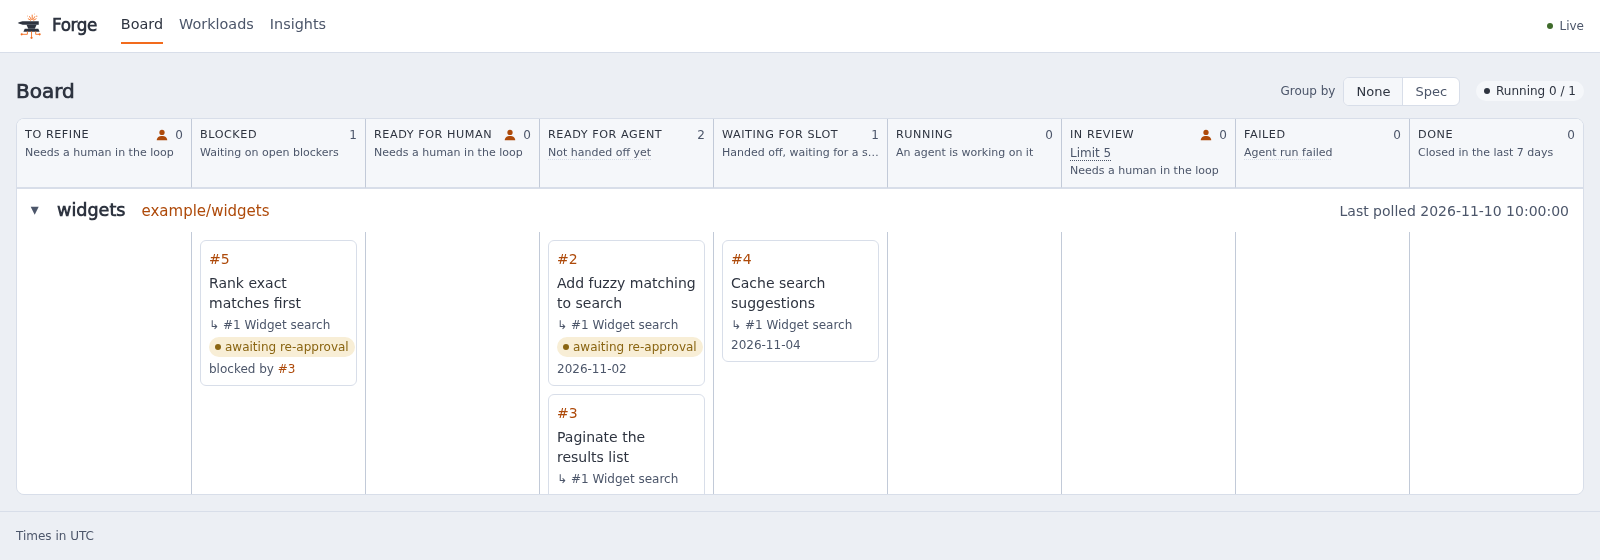 Forge
Board
Workloads
Insights
Live
Board
Group by
None
Spec
Running 0 / 1
TO REFINE
0
Needs a human in the loop
BLOCKED
1
Waiting on open blockers
READY FOR HUMAN
0
Needs a human in the loop
READY FOR AGENT
2
Not handed off yet
WAITING FOR SLOT
1
Handed off, waiting for a s…
RUNNING
0
An agent is working on it
IN REVIEW
0
Limit 5
Needs a human in the loop
FAILED
0
Agent run failed
DONE
0
Closed in the last 7 days
▼ widgets
example/widgets
Last polled 2026-11-10 10:00:00
#5
Rank exact
matches first
↳ #1 Widget search
awaiting re-approval
blocked by #3
#2
Add fuzzy matching
to search
↳ #1 Widget search
awaiting re-approval
2026-11-02
#3
Paginate the
results list
↳ #1 Widget search
#4
Cache search
suggestions
↳ #1 Widget search
2026-11-04
Times in UTC